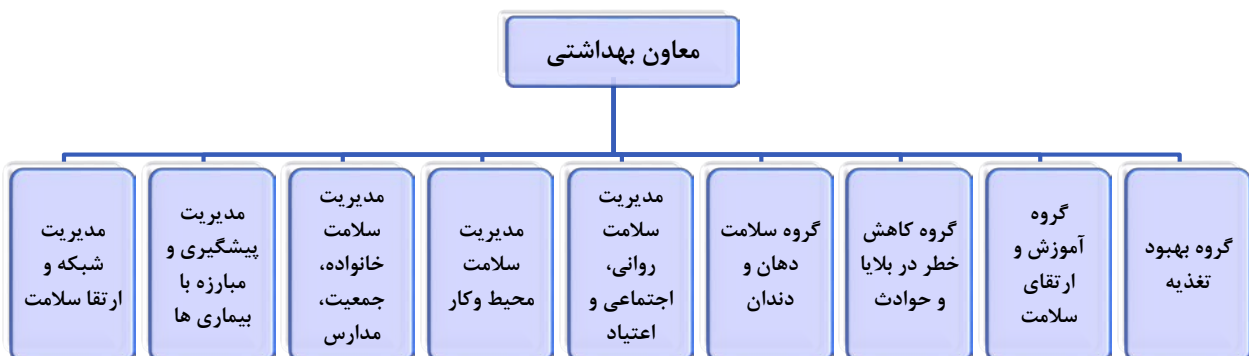 معاون بهداشتی
گروه بهبود
تغذیه
گروه
آموزش و
ارتقای
سلامت
گروه کاهش
خطر در بلایا
و حوادث
گروه سلامت
دهان و
دندان
مدیریت
سلامت
روانی،
اجتماعی و
اعتیاد
مدیریت
سلامت
محیط وکار
مدیریت
سلامت
خانواده،
جمعیت،
مدارس
مدیریت
پیشگیری و
مبارزه با
بیماری ها
مدیریت
شبکه و
ارتقا سلامت